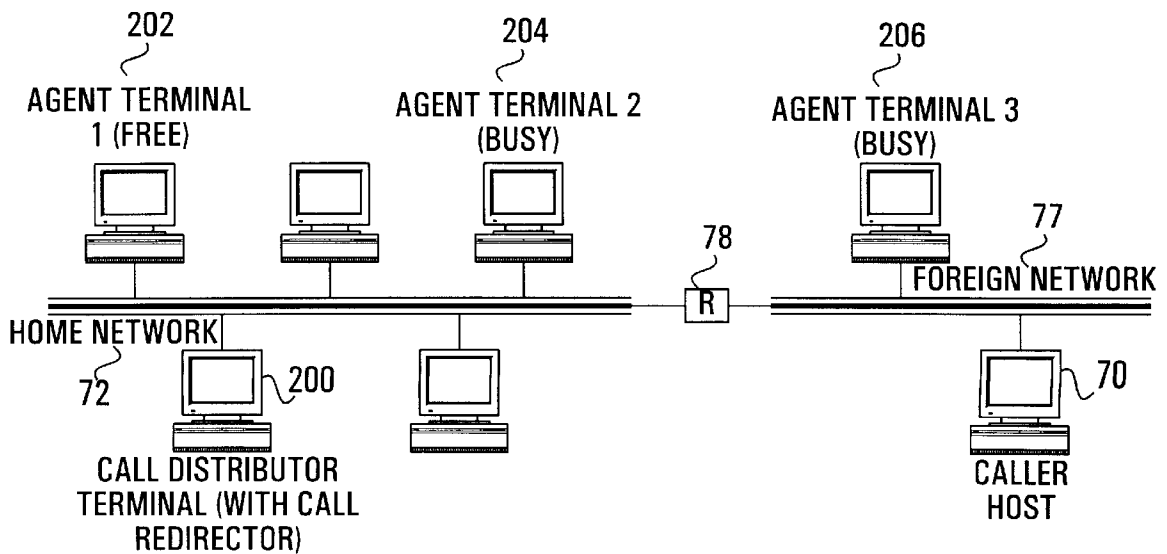 202
204
206
AGENT TERMINAL
1 (FREE)
AGENT TERMINAL 2
(BUSY)
AGENT TERMINAL 3
(BUSY)
78
77
R
FOREIGN NETWORK
HOME NETWORK
72
200
70
CALL DISTRIBUTOR
TERMINAL (WITH CALL
REDIRECTOR)
CALLER
HOST